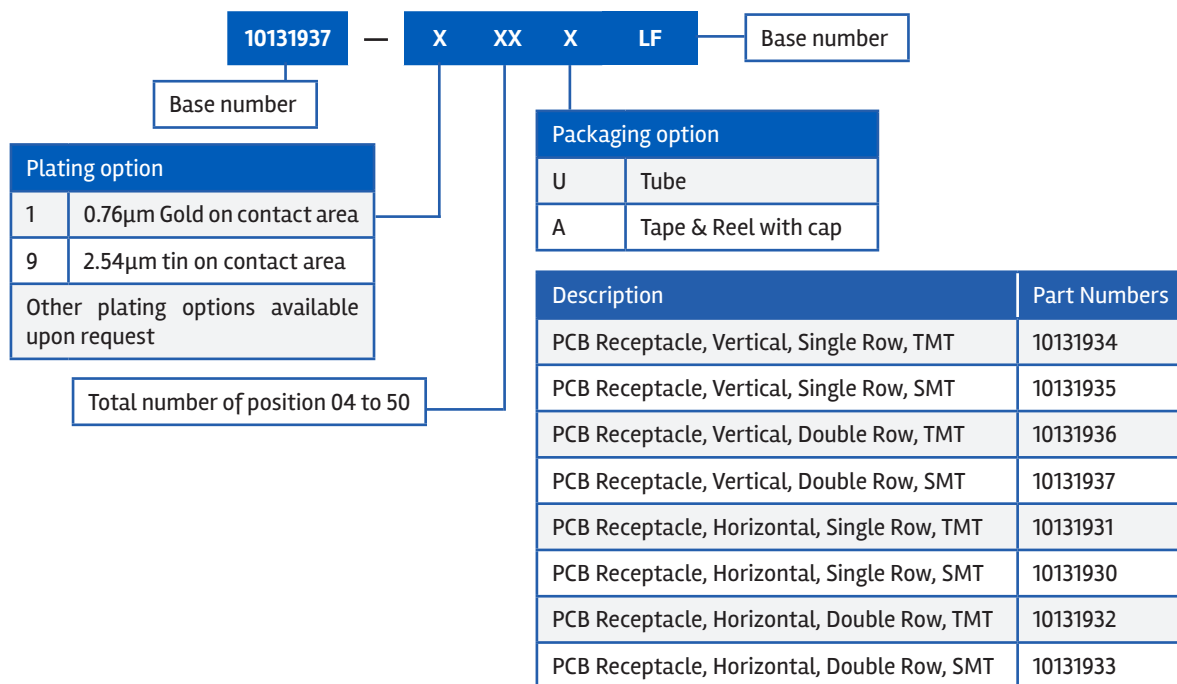 10131937 — X XX X LF
Base number
Base number
Plating option
1 0.76µm Gold on contact area
9 2.54µm tin on contact area
Other plating options available
upon request
Total number of position 04 to 50
Packaging option
U Tube
A Tape & Reel with cap
Description Part Numbers
PCB Receptacle, Vertical, Single Row, TMT 10131934
PCB Receptacle, Vertical, Single Row, SMT 10131935
PCB Receptacle, Vertical, Double Row, TMT 10131936
PCB Receptacle, Vertical, Double Row, SMT 10131937
PCB Receptacle, Horizontal, Single Row, TMT 10131931
PCB Receptacle, Horizontal, Single Row, SMT 10131930
PCB Receptacle, Horizontal, Double Row, TMT 10131932
PCB Receptacle, Horizontal, Double Row, SMT 10131933